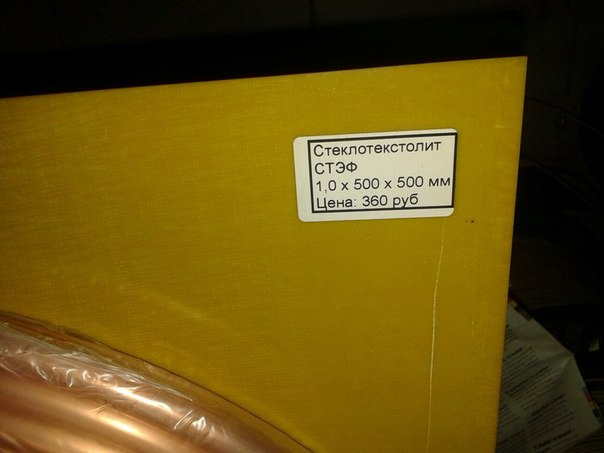 Стеклотекстолит
СТЭФ
1,0 х 500 х 500 мм
Цена: 360 руб